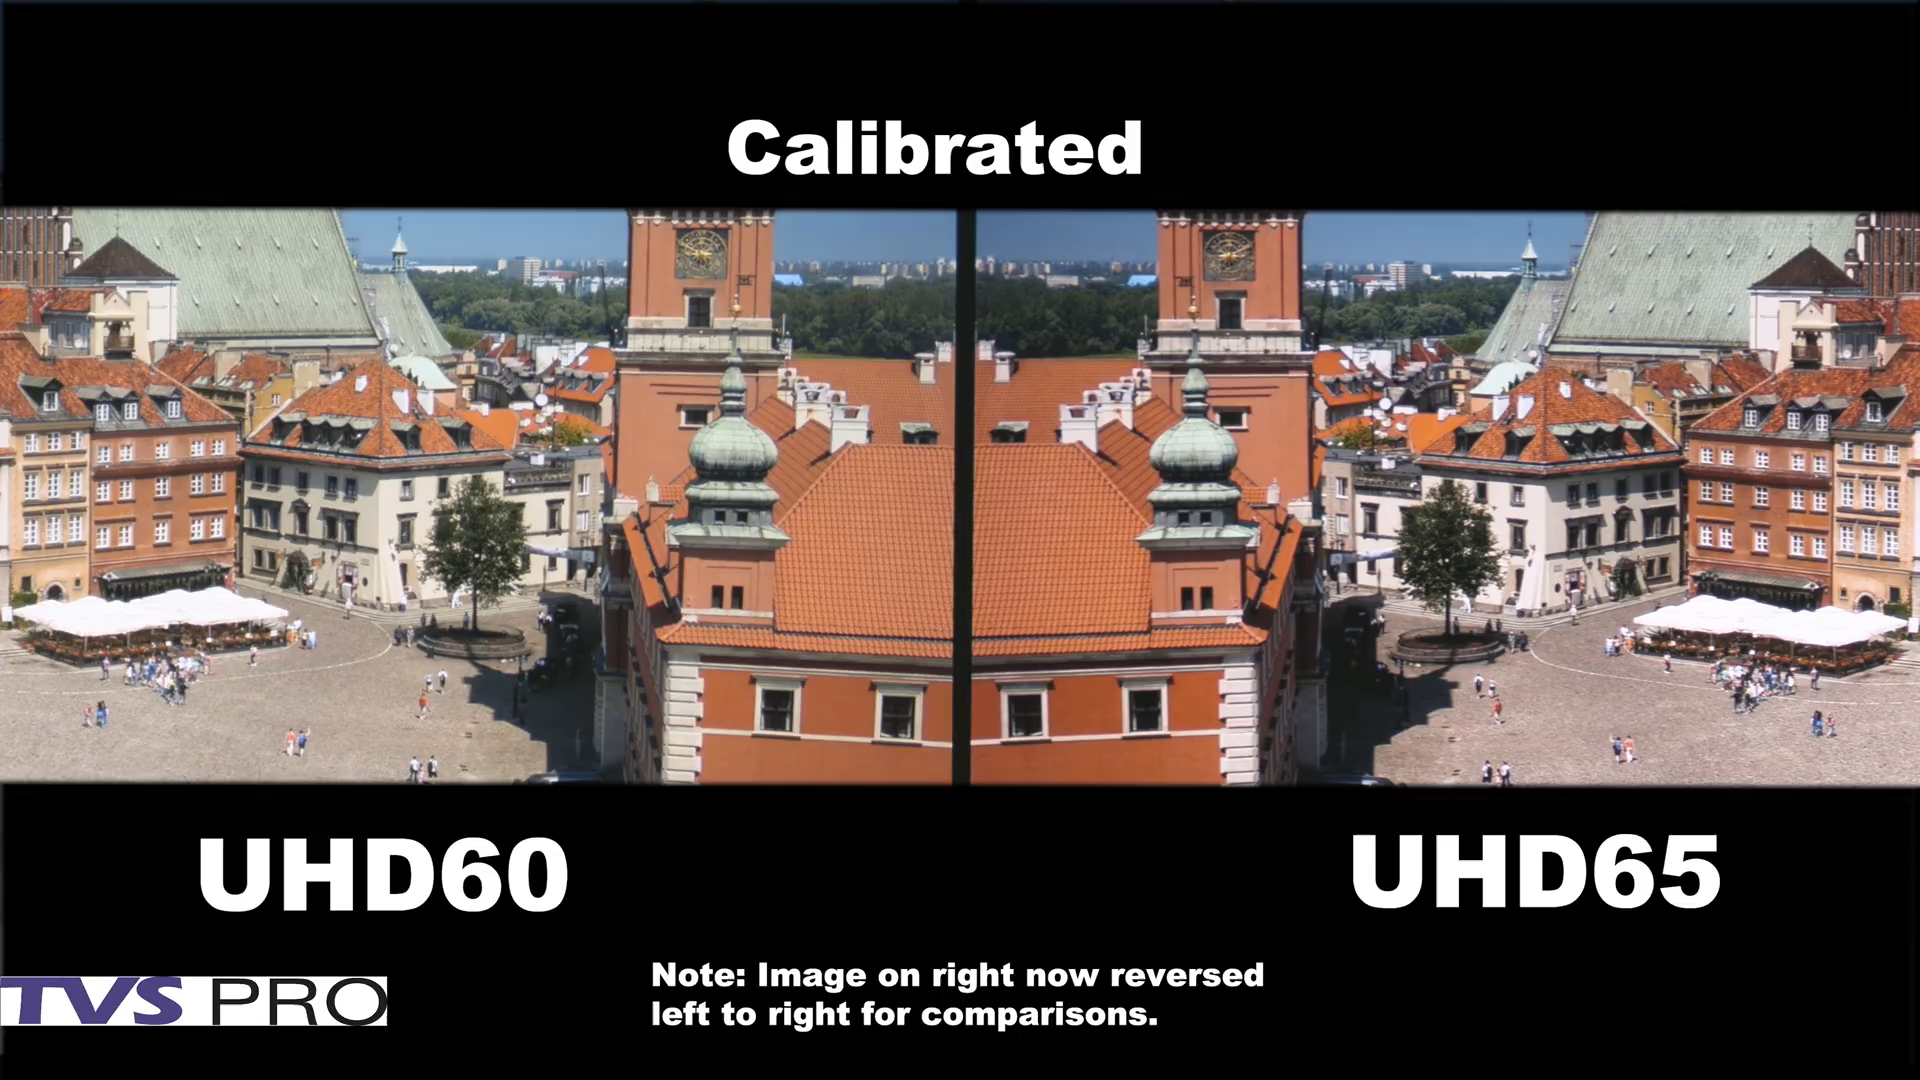 Calibrated
UHD60
UHD65
Note: Image on right now reversed
left to right for comparisons.
TVS PRO